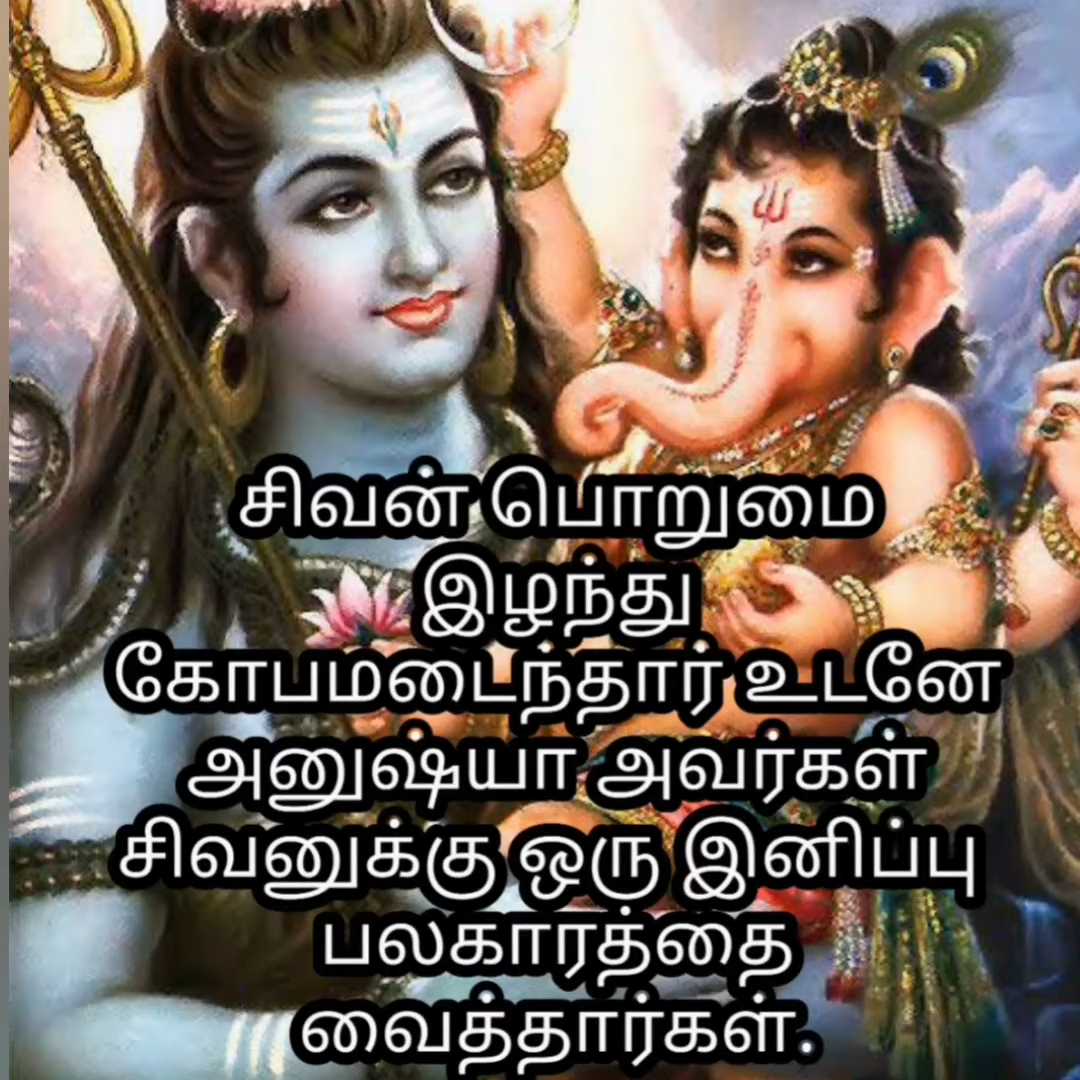 சிவன் பொறுமை
இழந்து
கோபமடைந்தார் உடனே
அனுஷ்யா அவர்கள்
சிவனுக்கு ஒரு இனிப்பு
பலகாரத்தை
வைத்தார்கள்.